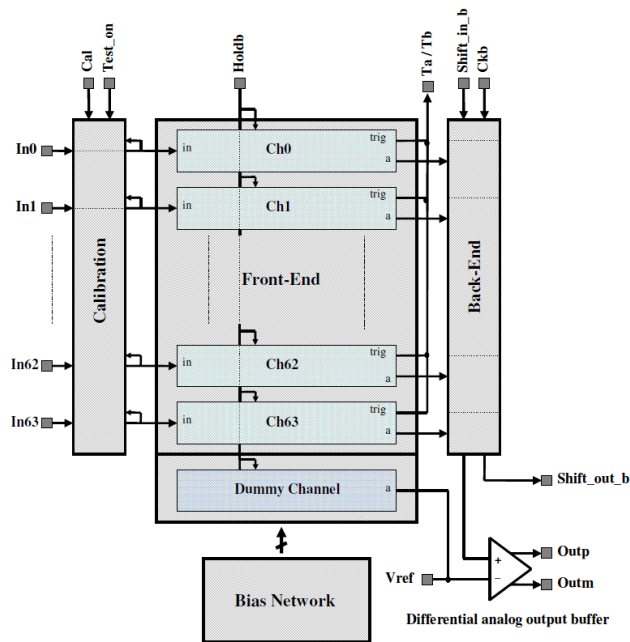 Cal
Test_on
Holdb
Ta / Tb
Shift_in_b
Ckb
In0
in
Ch0
trig
a
In1
in
Ch1
trig
a
Calibration
Front-End
Back-End
In62
in
Ch62
trig
a
In63
in
Ch63
trig
a
Dummy Channel
a
Shift_out_b
Bias Network
Vref
+
−
Outp
Outm
Differential analog output buffer